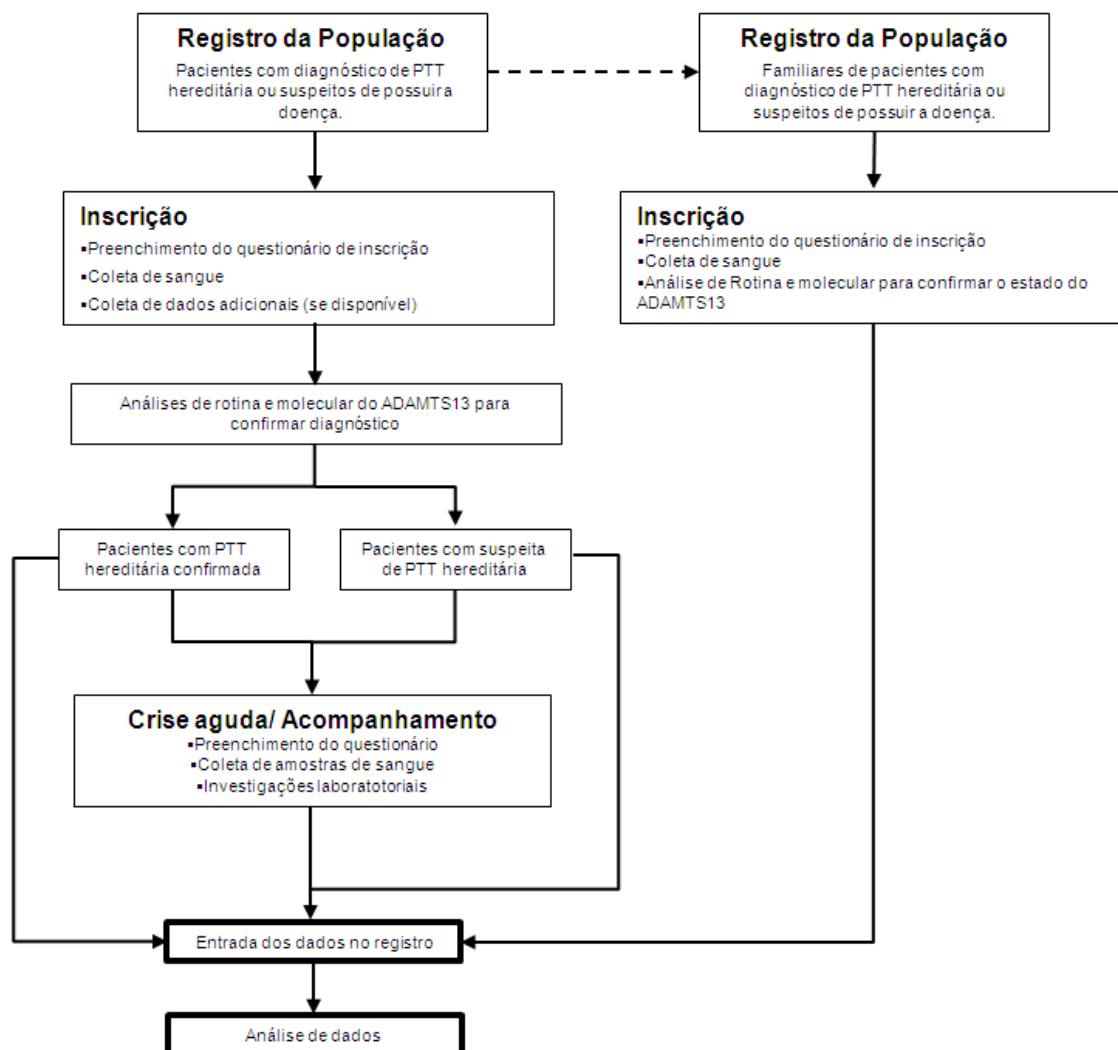 Registro da População
Pacientes com diagnóstico de PTT
hereditária ou suspeitos de possuir a
doença.
Registro da População
Familiares de pacientes com
diagnóstico de PTT hereditária ou
suspeitos de possuir a doença.
Inscrição
▪Preenchimento do questionário de inscrição
▪Coleta de sangue
▪Coleta de dados adicionais (se disponível)
Inscrição
▪Preenchimento do questionário de inscrição
▪Coleta de sangue
▪Análise de Rotina e molecular para confirmar o estado do
ADAMTS13
Análises de rotina e molecular do ADAMTS13 para
confirmar diagnóstico
Pacientes com PTT
hereditária confirmada
Pacientes com suspeita
de PTT hereditária
Crise aguda/ Acompanhamento
▪Preenchimento do questionário
▪Coleta de amostras de sangue
▪Investigações laboratotoriais
Entrada dos dados no registro
Análise de dados